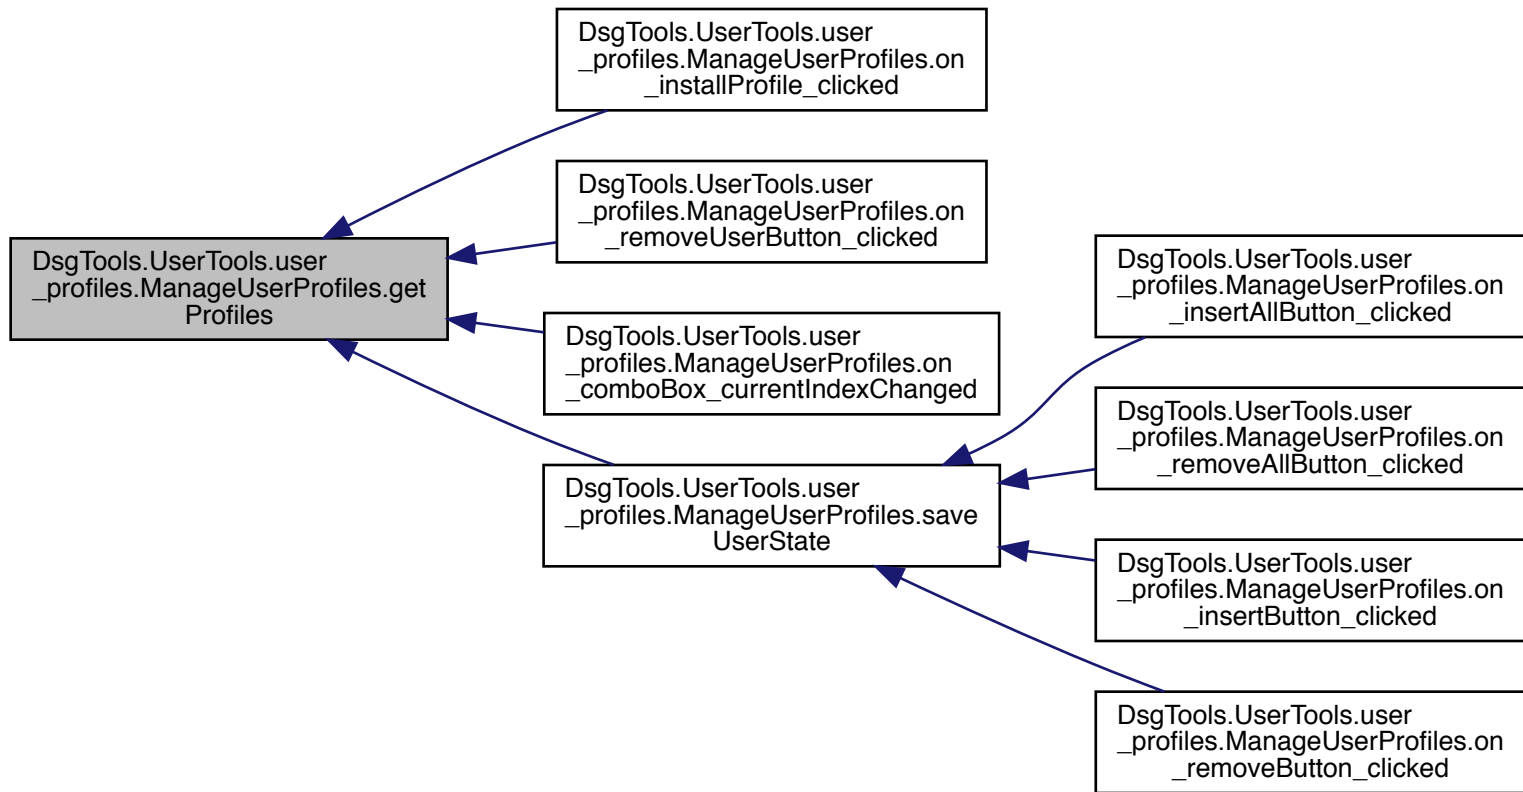 DsgTools.UserTools.user
_profiles.ManageUserProfiles.on
_installProfile_clicked
DsgTools.UserTools.user
_profiles.ManageUserProfiles.on
_removeUserButton_clicked
DsgTools.UserTools.user
_profiles.ManageUserProfiles.get
Profiles
DsgTools.UserTools.user
_profiles.ManageUserProfiles.on
_comboBox_currentIndexChanged
DsgTools.UserTools.user
_profiles.ManageUserProfiles.save
UserState
DsgTools.UserTools.user
_profiles.ManageUserProfiles.on
_insertAllButton_clicked
DsgTools.UserTools.user
_profiles.ManageUserProfiles.on
_removeAllButton_clicked
DsgTools.UserTools.user
_profiles.ManageUserProfiles.on
_insertButton_clicked
DsgTools.UserTools.user
_profiles.ManageUserProfiles.on
_removeButton_clicked